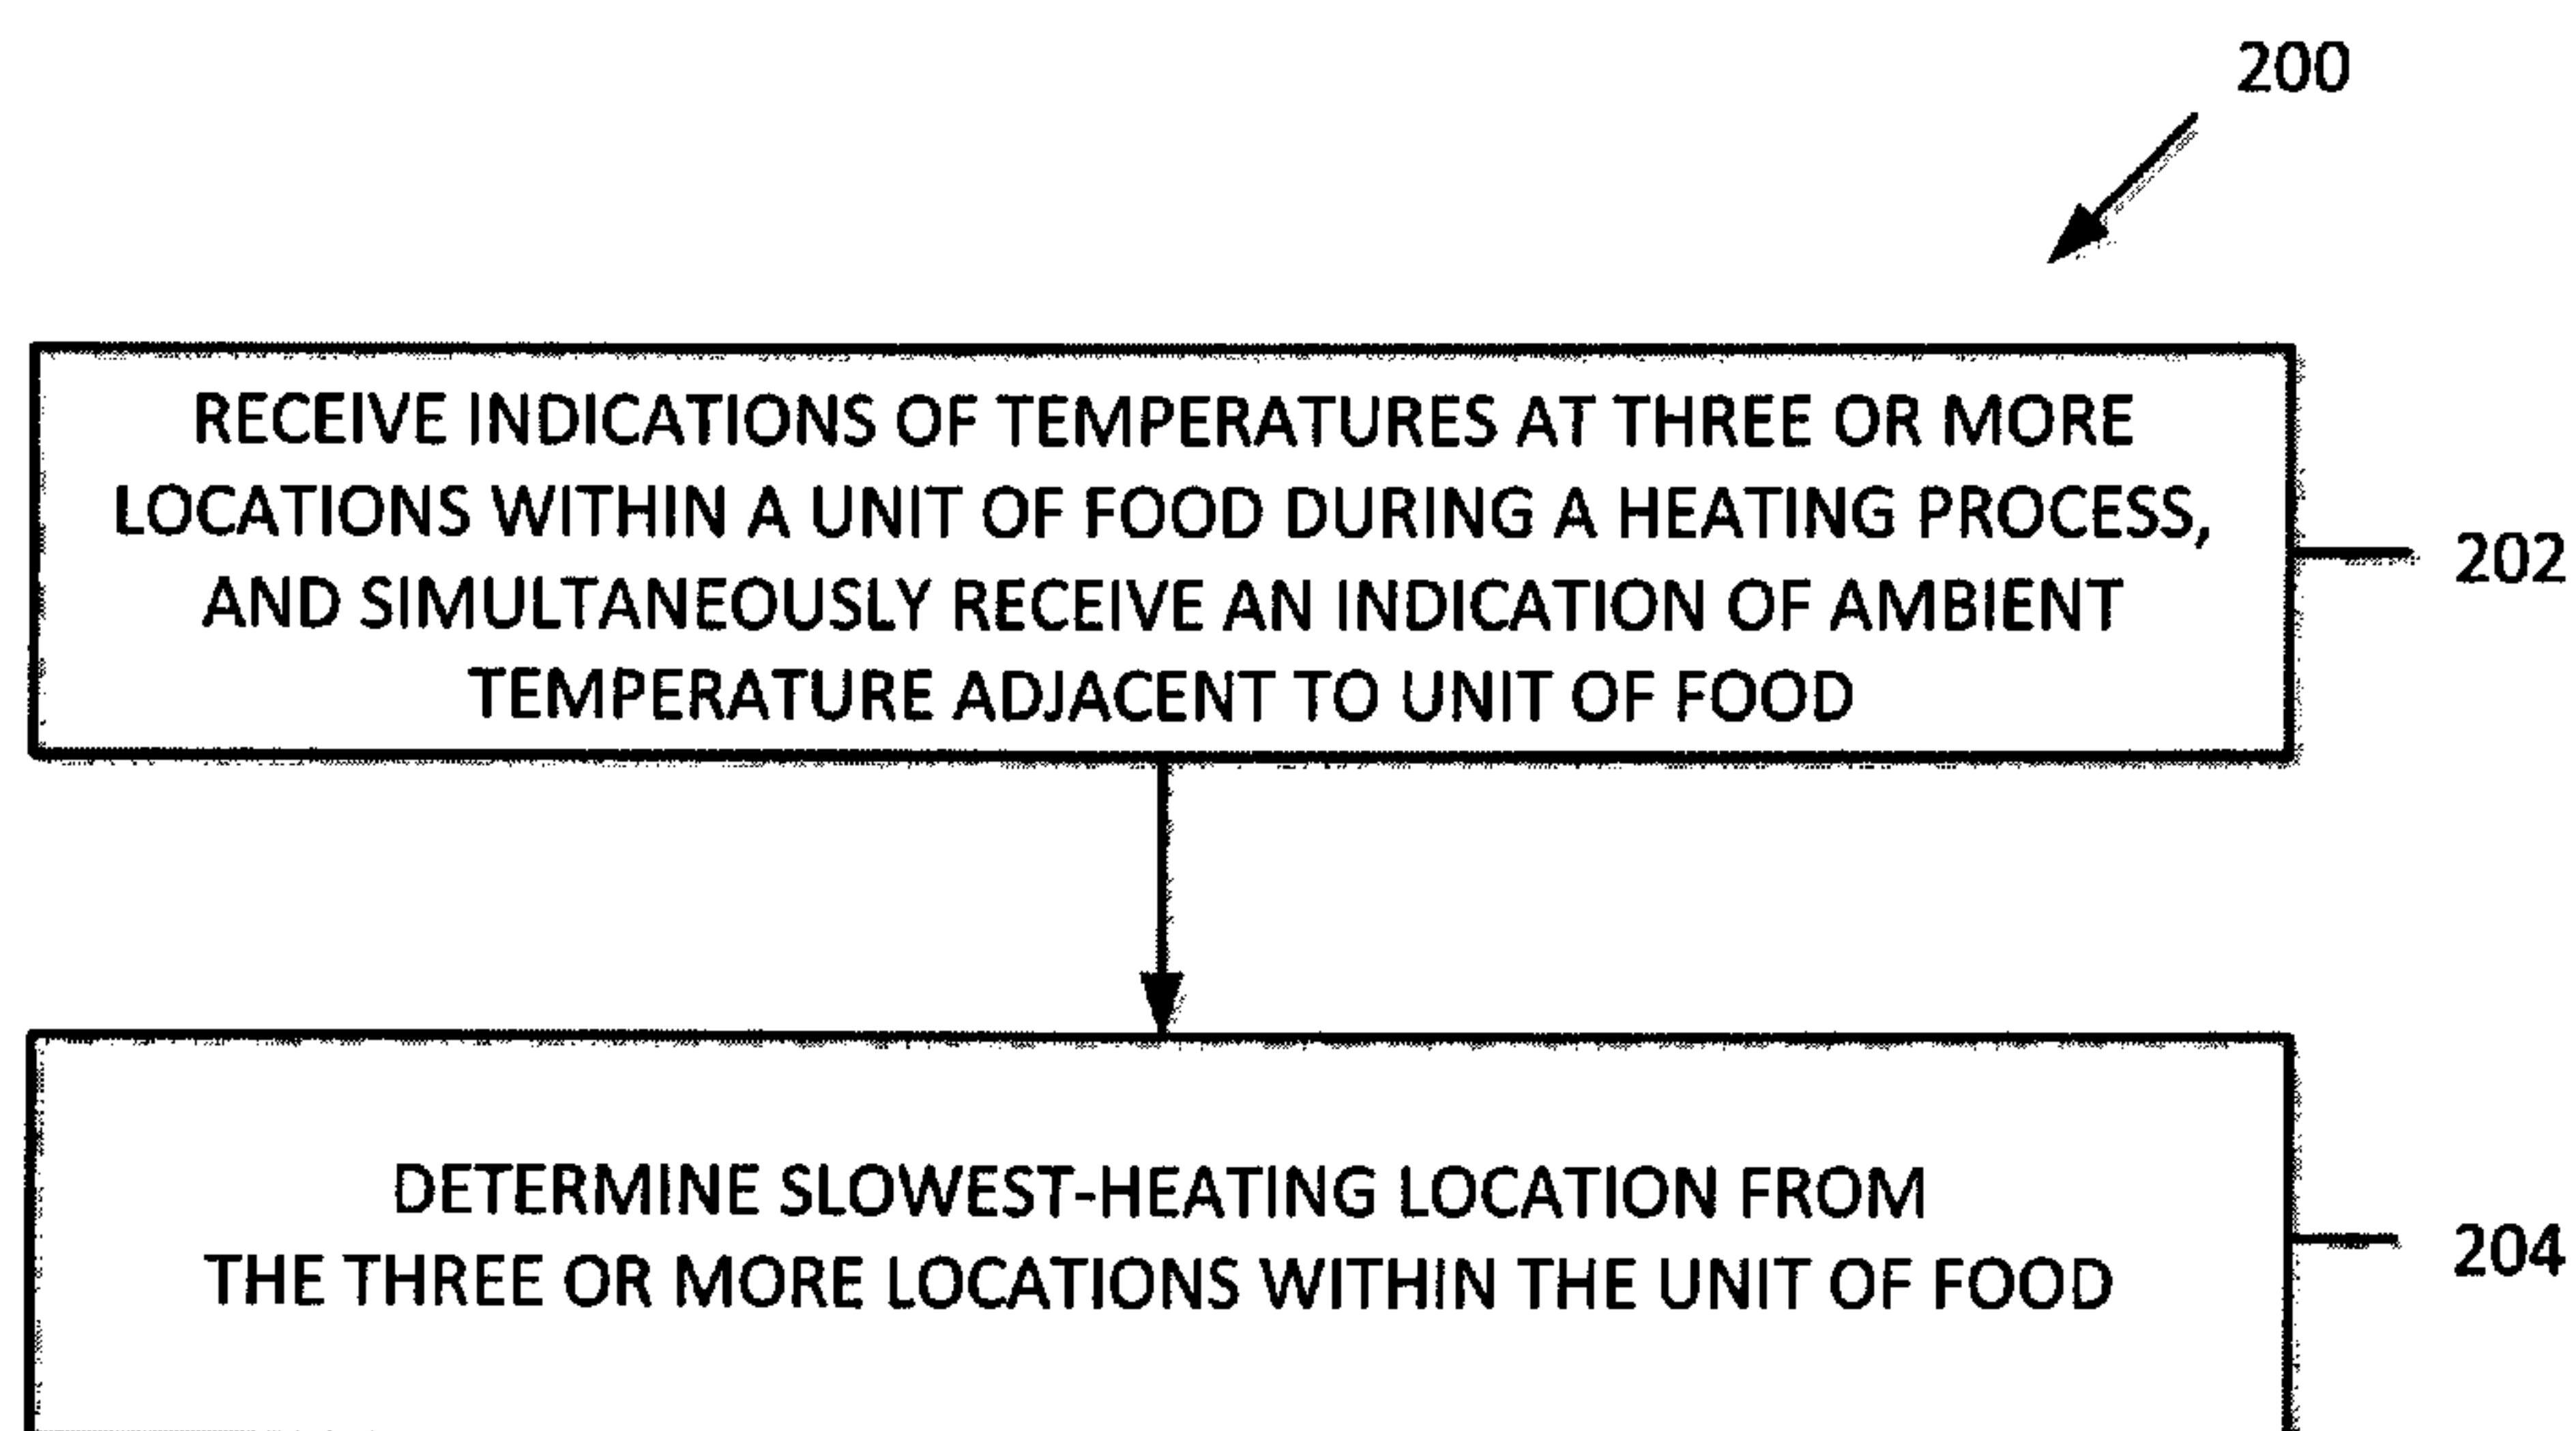 200
RECEIVE INDICATIONS OF TEMPERATURES AT THREE OR MORE
LOCATIONS WITHIN A UNIT OF FOOD DURING A HEATING PROCESS,
AND SIMULTANEOUSLY RECEIVE AN INDICATION OF AMBIENT
TEMPERATURE ADJACENT TO UNIT OF FOOD
202
DETERMINE SLOWEST-HEATING LOCATION FROM
THE THREE OR MORE LOCATIONS WITHIN THE UNIT OF FOOD
204